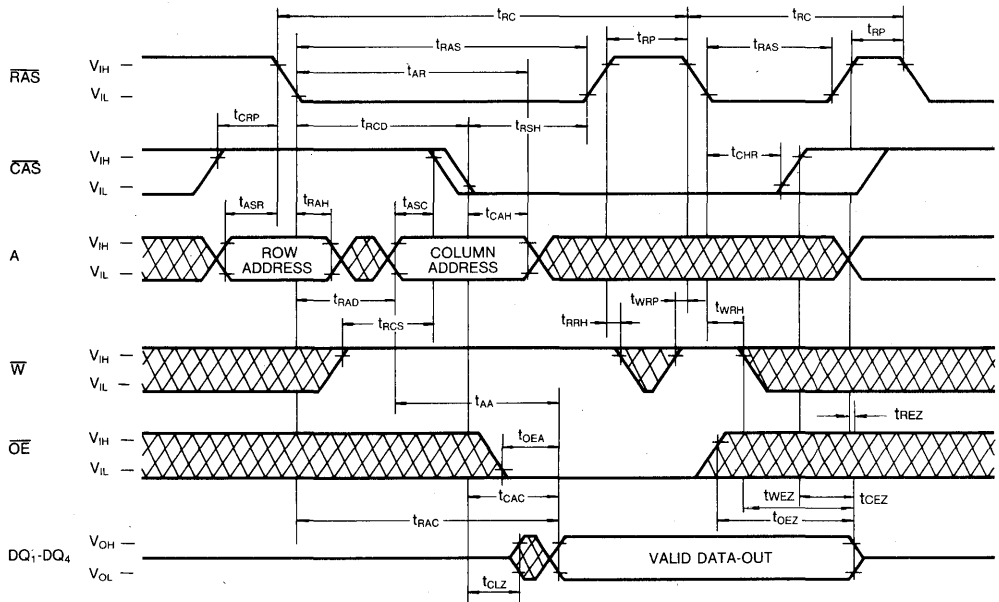 tRC tRC
tRAS tRP tRAS tRP
tAR
RAS VIH
VIL
tCRP tRCD tRSH
CAS VIH
VIL
tCHR
tASR tRAH tASC tCAH
A VIH
VIL
ROW ADDRESS
COLUMN ADDRESS
tRAD
tRCS tRRH tWRP tWRH
W VIH
VIL
tAA
tREZ
OE VIH
VIL
tOEA
tCAC
tWEZ tCEZ
tRAC tOEZ
DQ1-DQ4 VOH
VOL
VALID DATA-OUT
tCLZ